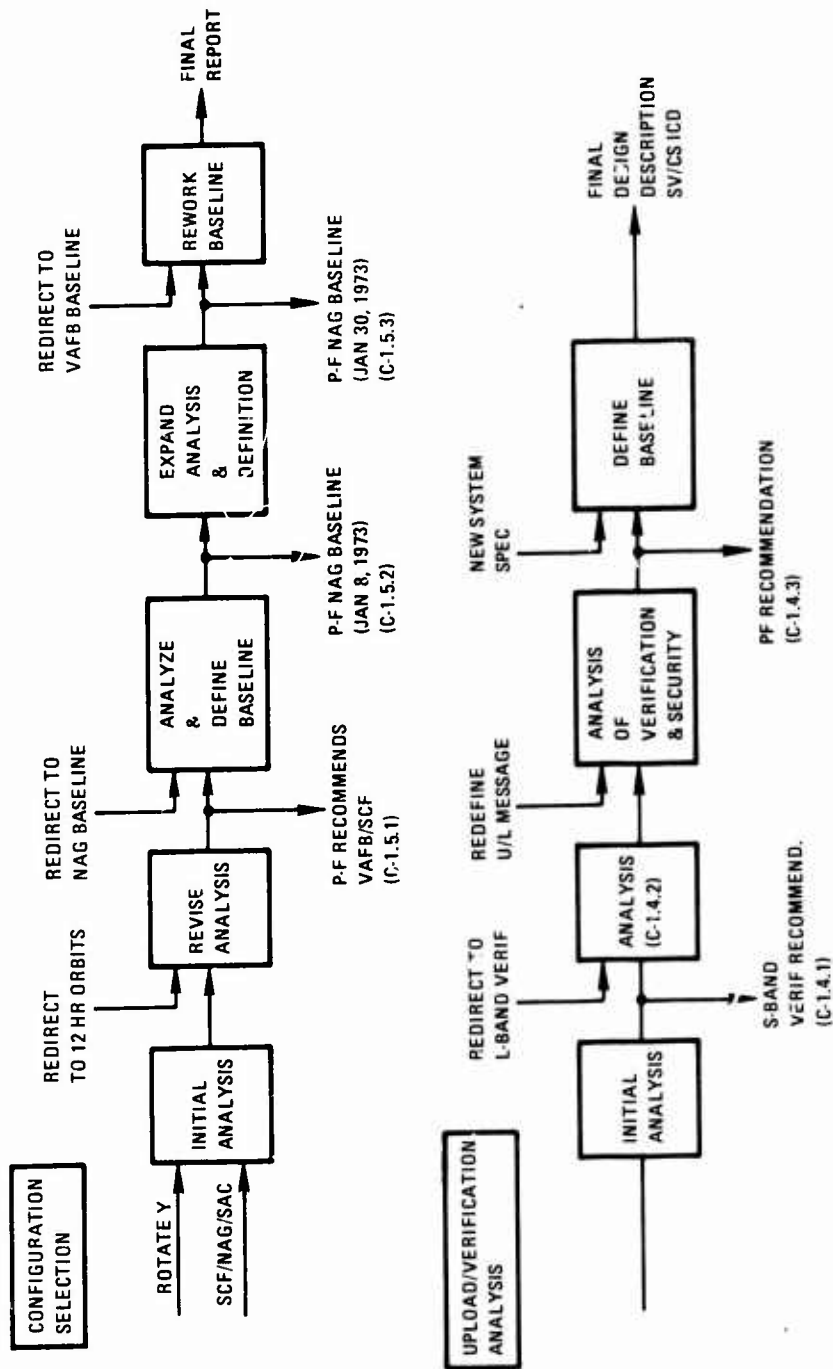 CONFIGURATION
SELECTION
ROTATE Y
SCF/NAG/SAC
INITIAL ANALYSIS
REDIRECT
TO 12 HR ORBITS
REVISE ANALYSIS
P-F RECOMMENDS
VAFB/SCF
(C-1.5.1)
REDIRECT TO
NAG BASELINE
ANALYZE
&
DEFINE BASELINE
P-F NAG BASELINE
(JAN 8, 1973)
(C-1.5.2)
EXPAND
ANALYSIS
&
DEFINITION
P-F NAG BASELINE
(JAN 30, 1973)
(C-1.5.3)
REDIRECT TO
VAFB BASELINE
REWORK
BASELINE
FINAL
REPORT
UPLOAD/VERIFICATION
ANALYSIS
INITIAL
ANALYSIS
S-BAND
VERIF RECOMMEND.
(C-1.4.1)
REDIRECT TO
L-BAND VERIF
ANALYSIS
(C-1.4.2)
REDEFINE
U/L MESSAGE
ANALYSIS
OF
VERIFICATION
& SECURITY
PF RECOMMENDATION
(C-1.4.3)
NEW SYSTEM
SPEC
DEFINE
BASELINE
FINAL
DESIGN
DESCRIPTION
SV/CS ICD